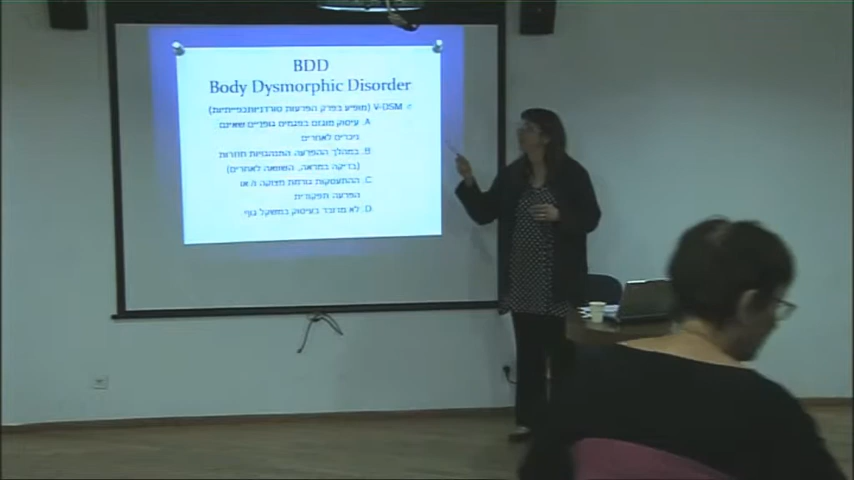 BDD
Body Dysmorphic Disorder
V-DSM (מופיע בפרק הפרעות טורדניות כפייתיות)
A. עיסוק מוגזם בפגמים גופניים שאינם
ניכרים לאחרים
B. במהלך ההפרעה התנהגויות חוזרות
(בדיקה במראה, השוואה לאחרים)
C. ההתעסקות גורמת מצוקה ו/או
הפרעה תפקודית
D. לא מדובר בעיסוק במשקל גוף